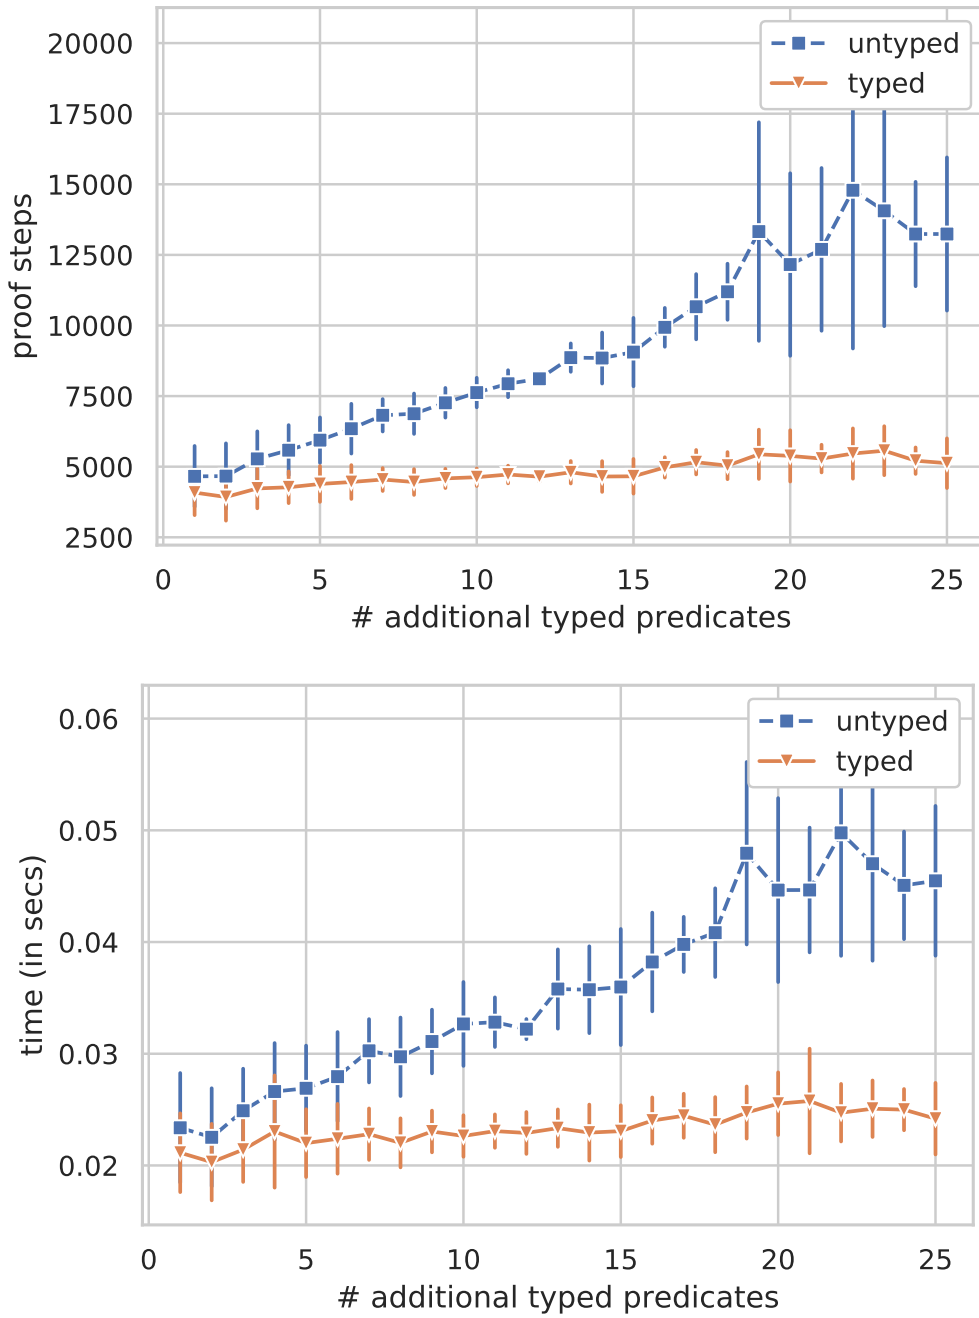 20000
17500
15000
12500
10000
7500
5000
2500
proof steps
untyped
typed
0 5 10 15 20 25
# additional typed predicates
0.06
0.05
0.04
0.03
0.02
time (in secs)
untyped
typed
0 5 10 15 20 25
# additional typed predicates